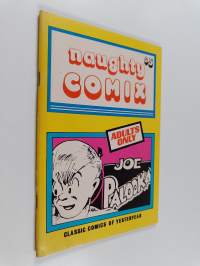 naughty
COMIX
ADULTS
ONLY
JOE
PALOOKA
CLASSIC COMICS OF YESTERYEAR